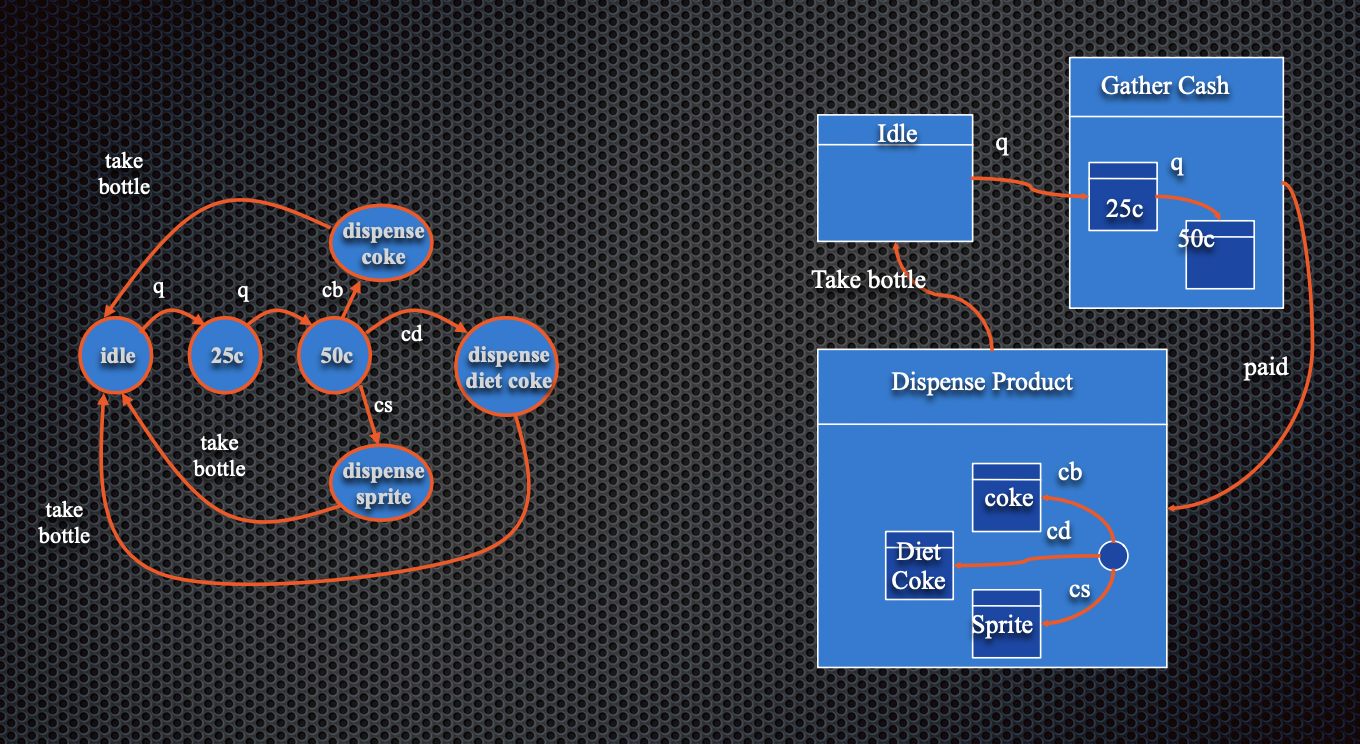 take
bottle
dispense
coke
q
q
cb
cd
idle
25c
50c
dispense
diet coke
cs
take
bottle
dispense
sprite
take
bottle
Gather Cash
Idle
q
q
25c
50c
Take bottle
paid
Dispense Product
cb
coke
cd
Diet
Coke
cs
Sprite